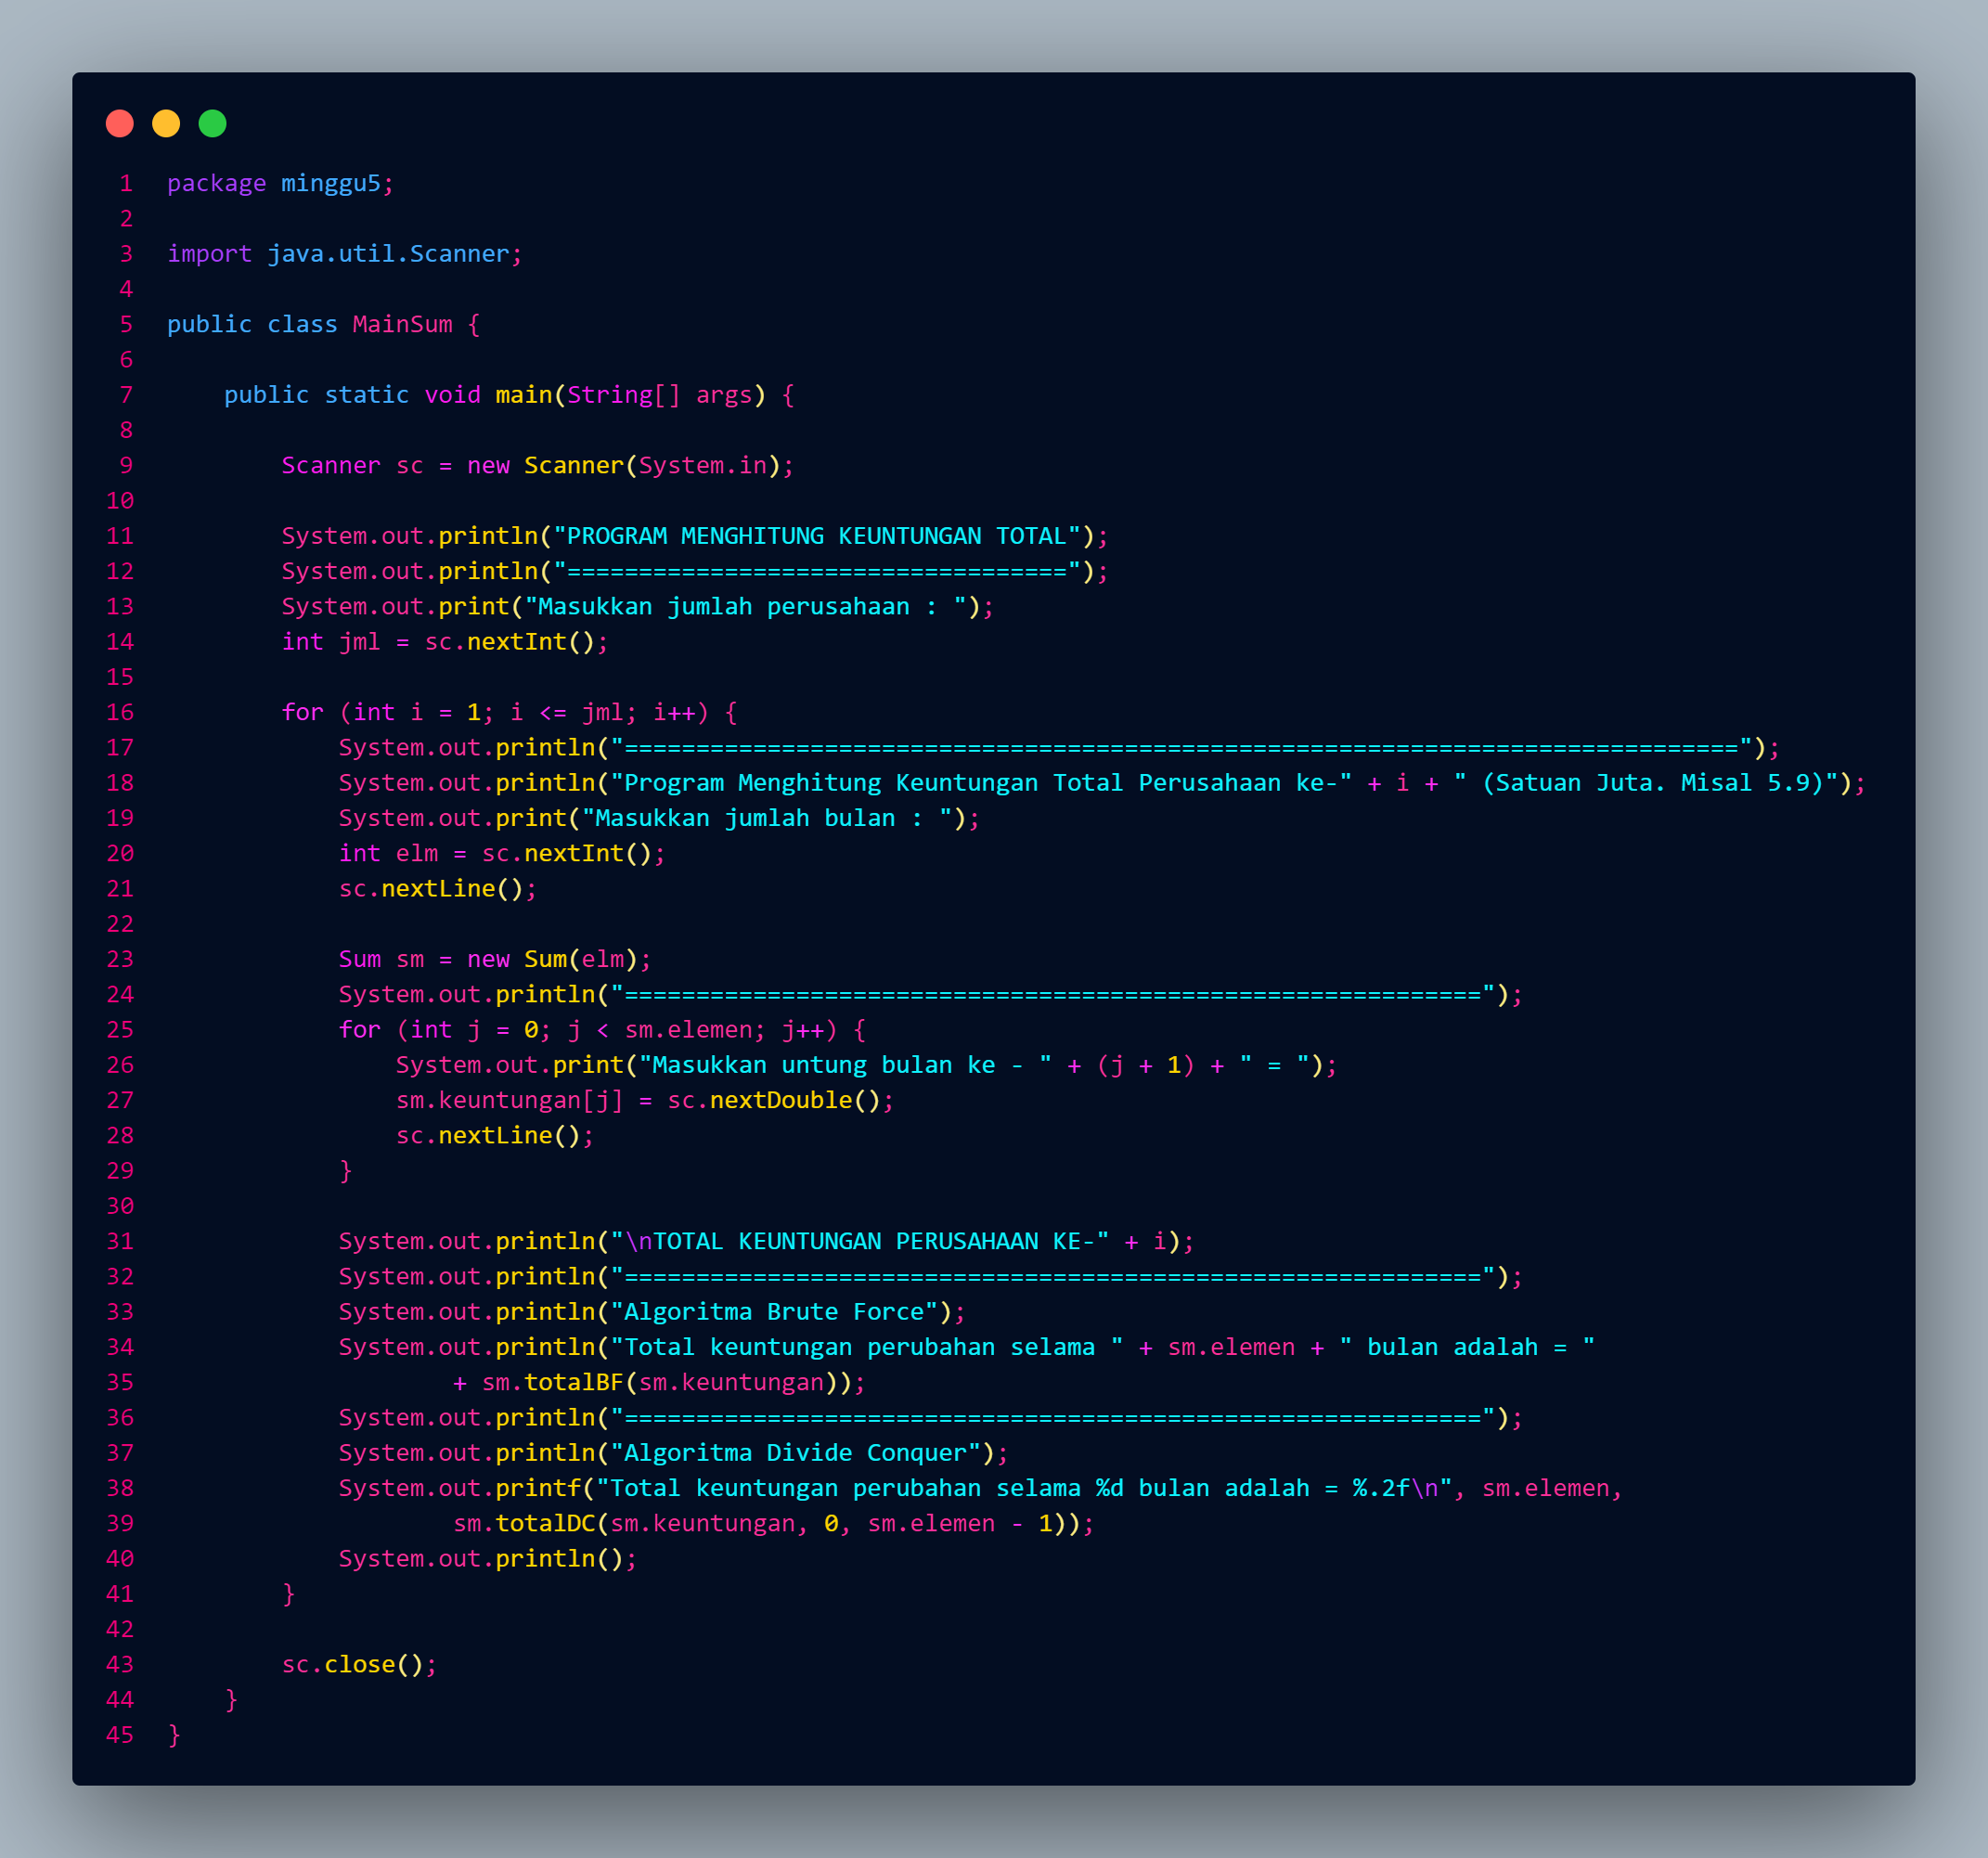 1 package minggu5;
2
3 import java.util.Scanner;
4
5 public class MainSum {
6
7     public static void main(String[] args) {
8
9         Scanner sc = new Scanner(System.in);
10
11         System.out.println("PROGRAM MENGHITUNG KEUNTUNGAN TOTAL");
12         System.out.println("===================================");
13         System.out.print("Masukkan jumlah perusahaan : ");
14         int jml = sc.nextInt();
15
16         for (int i = 1; i <= jml; i++) {
17             System.out.println("==============================================================================");
18             System.out.println("Program Menghitung Keuntungan Total Perusahaan ke-" + i + " (Satuan Juta. Misal 5.9)");
19             System.out.print("Masukkan jumlah bulan : ");
20             int elm = sc.nextInt();
21             sc.nextLine();
22
23             Sum sm = new Sum(elm);
24             System.out.println("============================================================");
25             for (int j = 0; j < sm.elemen; j++) {
26                 System.out.print("Masukkan untung bulan ke - " + (j + 1) + " = ");
27                 sm.keuntungan[j] = sc.nextDouble();
28                 sc.nextLine();
29             }
30
31             System.out.println("\nTOTAL KEUNTUNGAN PERUSAHAAN KE-" + i);
32             System.out.println("============================================================");
33             System.out.println("Algoritma Brute Force");
34             System.out.println("Total keuntungan perubahan selama " + sm.elemen + " bulan adalah = "
35                     + sm.totalBF(sm.keuntungan));
36             System.out.println("============================================================");
37             System.out.println("Algoritma Divide Conquer");
38             System.out.printf("Total keuntungan perubahan selama %d bulan adalah = %.2f\n", sm.elemen,
39                     sm.totalDC(sm.keuntungan, 0, sm.elemen - 1));
40             System.out.println();
41         }
42
43         sc.close();
44     }
45 }